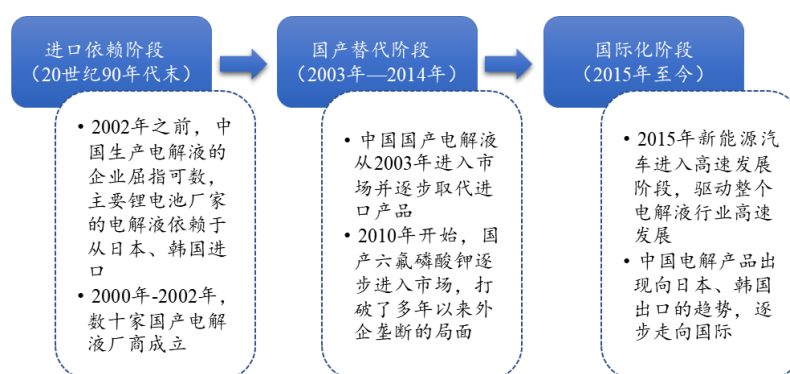 进口依赖阶段
（20世纪90年代末）
• 2002年之前，中
国生产电解液的
企业屈指可数，
主要锂电池厂家
的电解液依赖于
从日本、韩国进
口
• 2000年-2002年，
数十家国产电解
液厂商成立
国产替代阶段
（2003年—2014年）
• 中国国产电解液
从2003年进入市
场并逐步取代进
口产品
• 2010年开始，国
产六氟磷酸钾逐
步进入市场，打
破了多年以来外
企垄断的局面
国际化阶段
（2015年至今）
• 2015年新能源汽
车进入高速发展
阶段，驱动整个
电解液行业高速
发展
• 中国电解产品出
现向日本、韩国
出口的趋势，逐
步走向国际